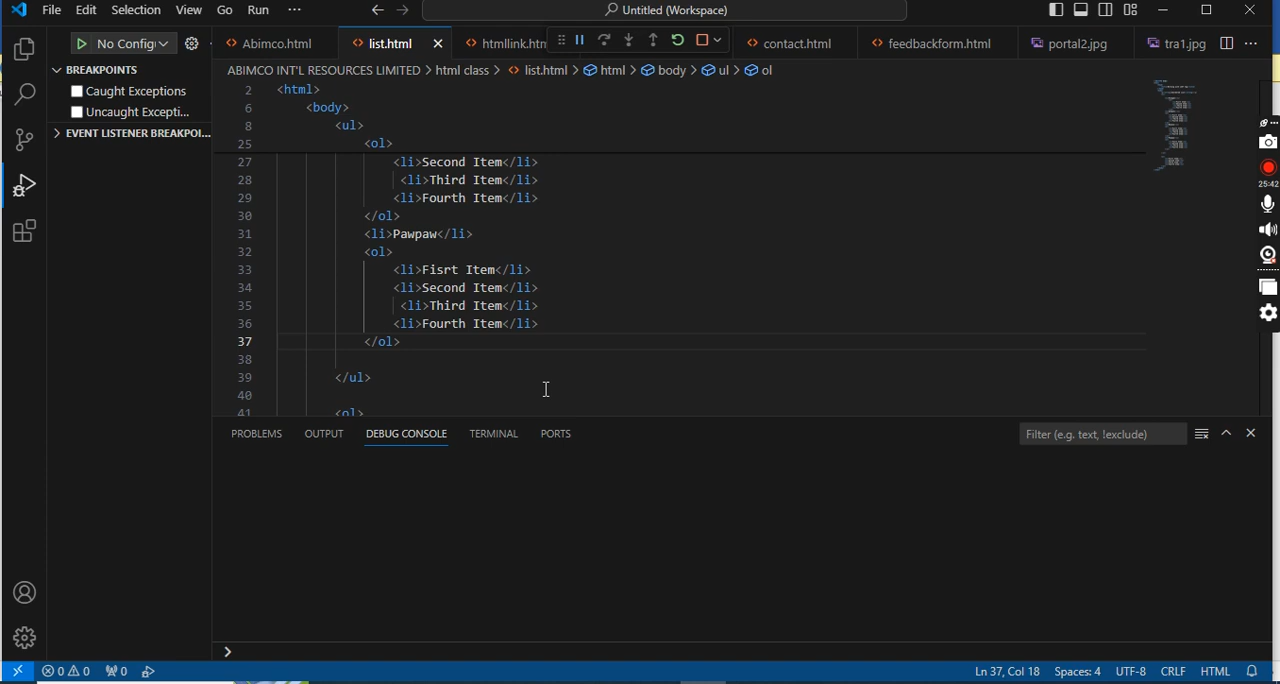 File Edit Selection View Go Run ··· Untitled (Workspace)
No Config
Abimco.html list.html htmllink.htm contact.html feedbackform.html portal2.jpg tra1.jpg ···
BREAKPOINTS
Caught Exceptions
Uncaught Excepti...
EVENT LISTENER BREAKPOI...
ABIMCO INT'L RESOURCES LIMITED > html class > list.html > html > body > ul > ol
2 <html>
6 <body>
8 <ul>
25 <ol>
27 <li>Second Item</li>
28 <li>Third Item</li>
29 <li>Fourth Item</li>
30 </ol>
31 <li>Pawpaw</li>
32 <ol>
33 <li>Fisrt Item</li>
34 <li>Second Item</li>
35 <li>Third Item</li>
36 <li>Fourth Item</li>
37 </ol>
38
39 </ul>
40
41 <ol>
25:42
PROBLEMS OUTPUT DEBUG CONSOLE TERMINAL PORTS Filter (e.g. text, !exclude)
>
0 0 0 Ln 37, Col 18 Spaces: 4 UTF-8 CRLF HTML